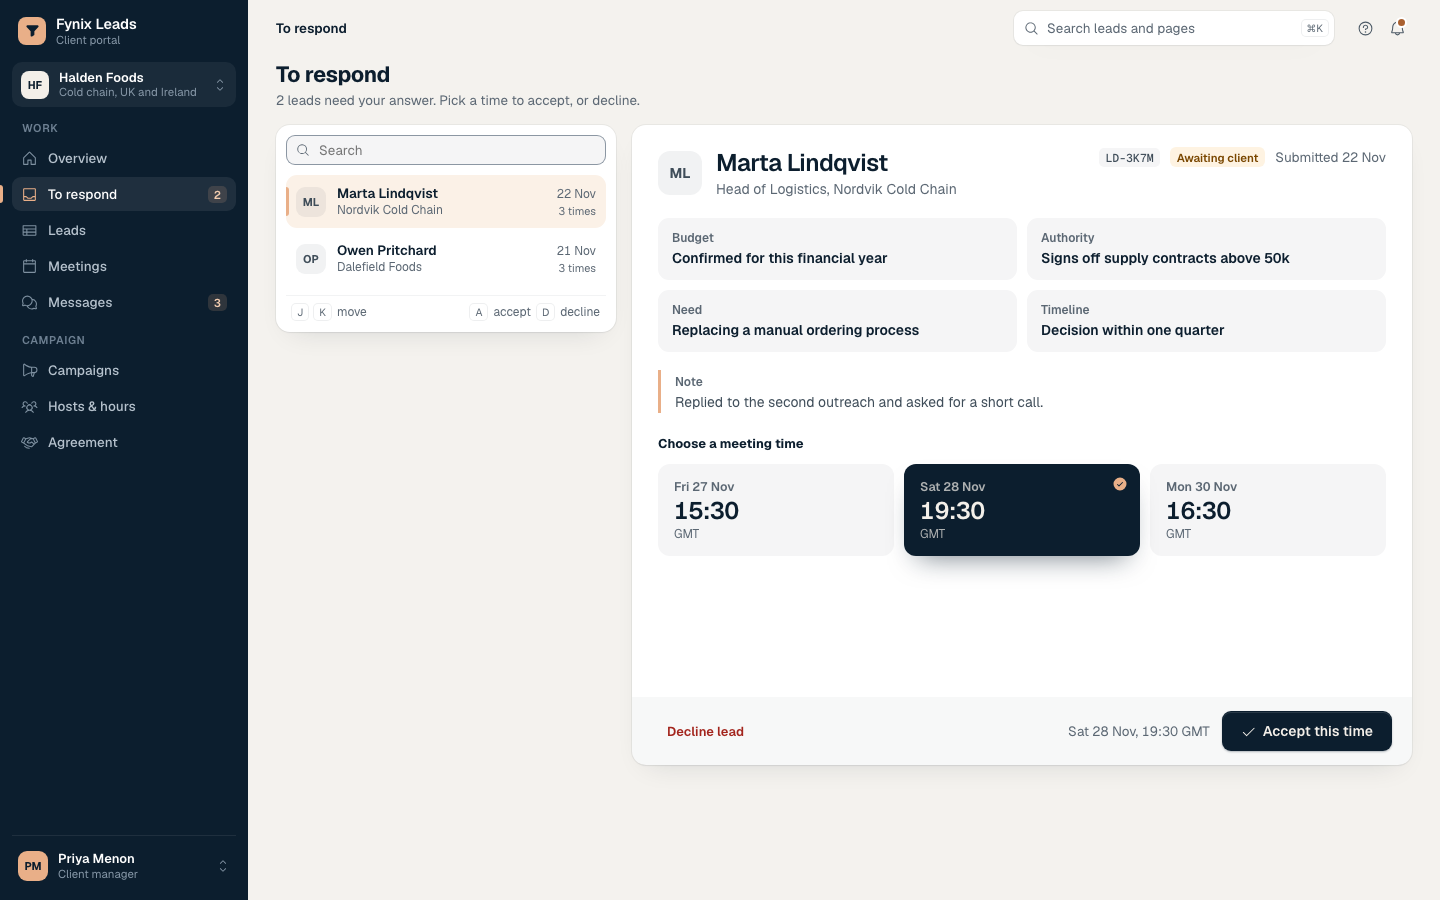 Fynix Leads
Client portal
HF
Halden Foods
Cold chain, UK and Ireland
WORK
Overview
To respond
2
Leads
Meetings
Messages
3
CAMPAIGN
Campaigns
Hosts & hours
Agreement
PM
Priya Menon
Client manager
To respond
Search leads and pages
⌘K
To respond
2 leads need your answer. Pick a time to accept, or decline.
Search
ML
Marta Lindqvist
22 Nov
Nordvik Cold Chain
3 times
OP
Owen Pritchard
21 Nov
Dalefield Foods
3 times
J K move
A accept D decline
ML
Marta Lindqvist
Head of Logistics, Nordvik Cold Chain
LD-3K7M
Awaiting client
Submitted 22 Nov
Budget
Confirmed for this financial year
Authority
Signs off supply contracts above 50k
Need
Replacing a manual ordering process
Timeline
Decision within one quarter
Note
Replied to the second outreach and asked for a short call.
Choose a meeting time
Fri 27 Nov
15:30
GMT
Sat 28 Nov
19:30
GMT
Mon 30 Nov
16:30
GMT
Decline lead
Sat 28 Nov, 19:30 GMT
Accept this time